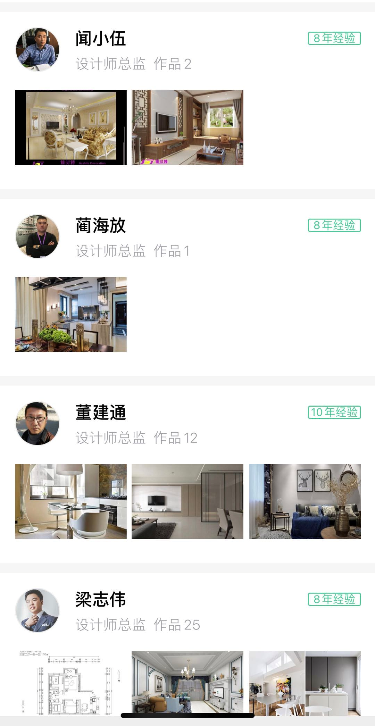 闻小伍
8年经验
设计师总监 作品2
蔺海放
8年经验
设计师总监 作品1
董建通
10年经验
设计师总监 作品12
梁志伟
8年经验
设计师总监 作品25